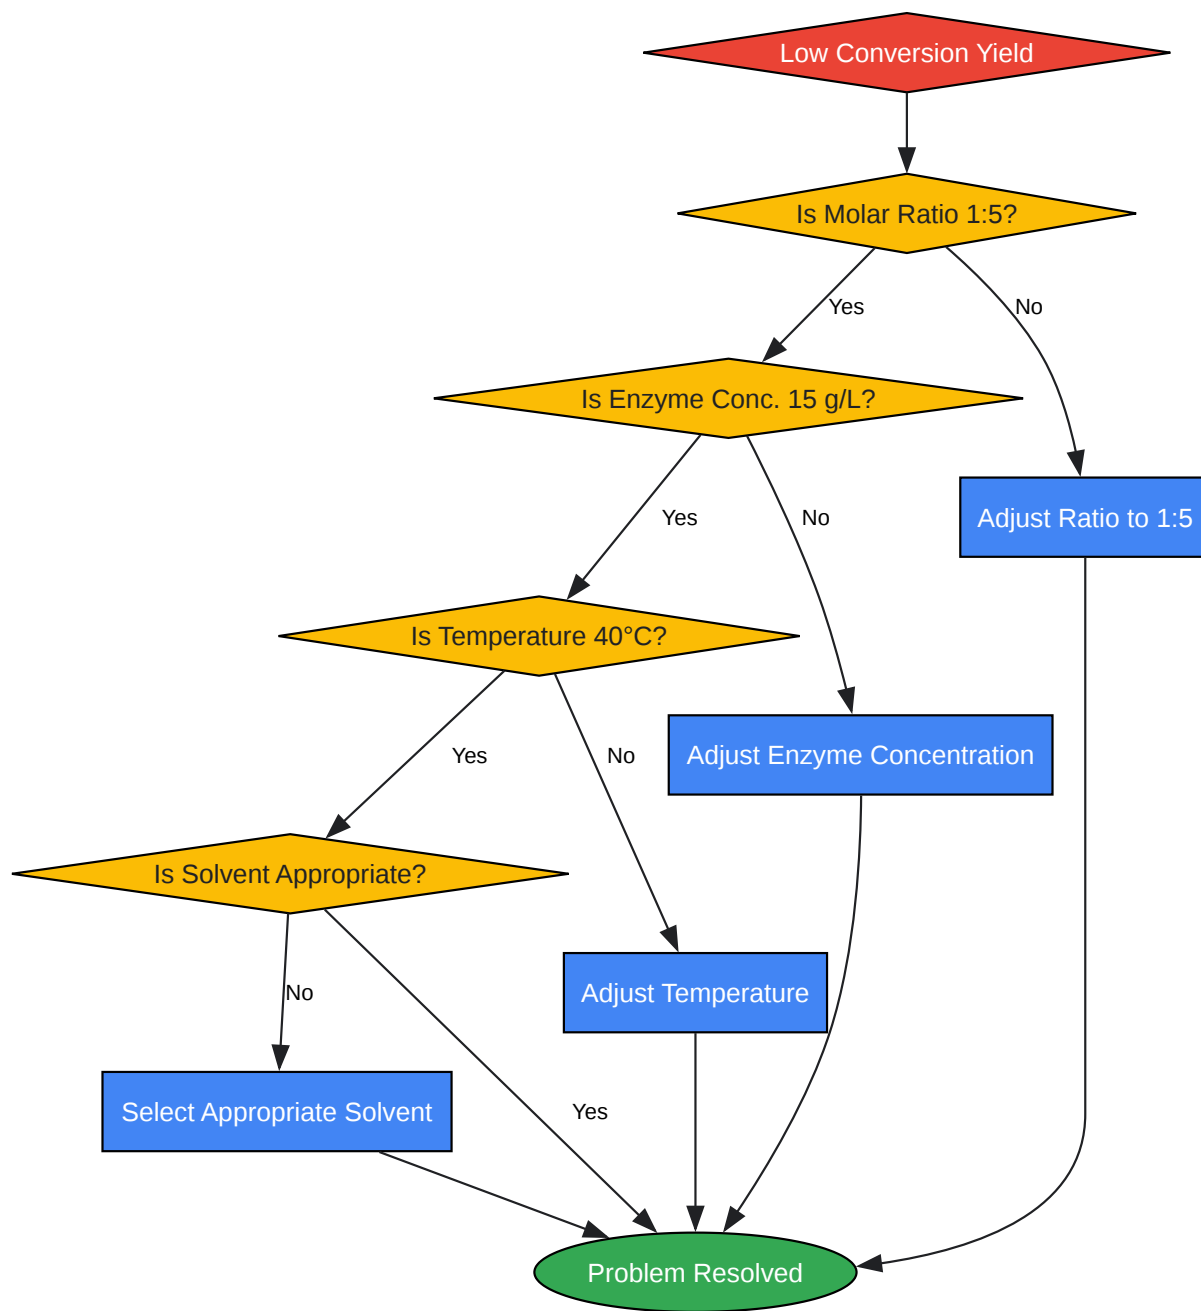 Low Conversion Yield
Is Molar Ratio 1:5?
Yes
No
Is Enzyme Conc. 15 g/L?
Yes
No
Adjust Ratio to 1:5
Is Temperature 40°C?
Yes
No
Adjust Enzyme Concentration
Is Solvent Appropriate?
No
Adjust Temperature
Select Appropriate Solvent
Yes
Problem Resolved